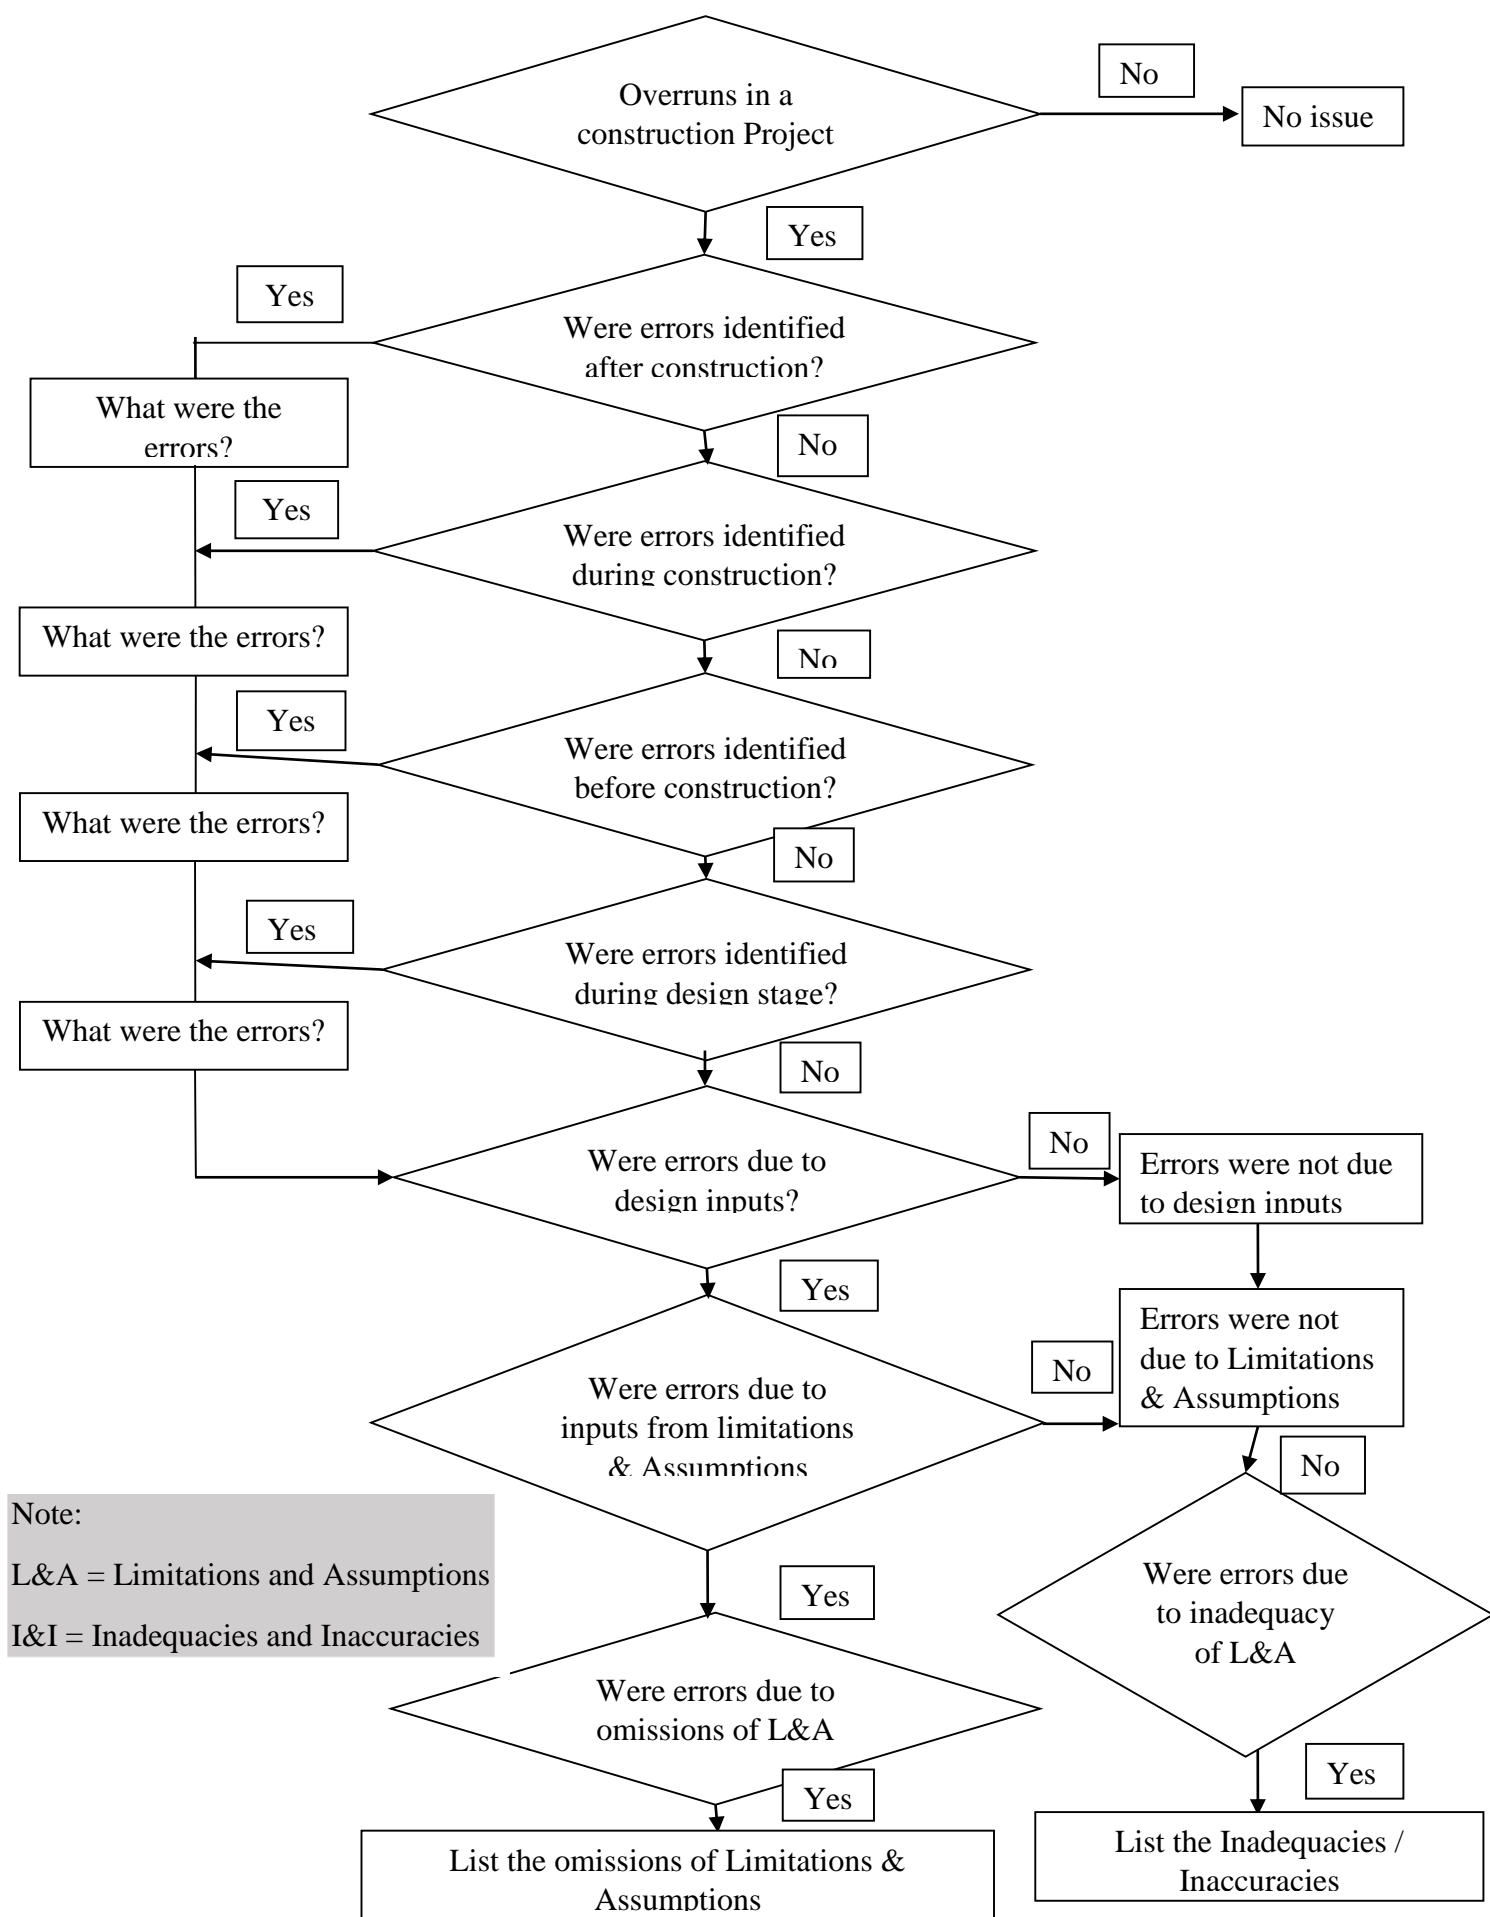 Overruns in a
construction Project
No
No issue
Yes
Yes
Were errors identified
after construction?
What were the
errors?
No
Yes
Were errors identified
during construction?
What were the errors?
No
Yes
Were errors identified
before construction?
What were the errors?
No
Yes
Were errors identified
during design stage?
What were the errors?
No
Were errors due to
design inputs?
No
Errors were not due
to design inputs
Yes
Errors were not
due to Limitations
& Assumptions
Were errors due to
inputs from limitations
& Assumptions
No
No
Note:
L&A = Limitations and Assumptions
I&I = Inadequacies and Inaccuracies
Yes
Were errors due
to inadequacy
of L&A
Were errors due to
omissions of L&A
Yes
Yes
List the omissions of Limitations &
Assumptions
List the Inadequacies /
Inaccuracies